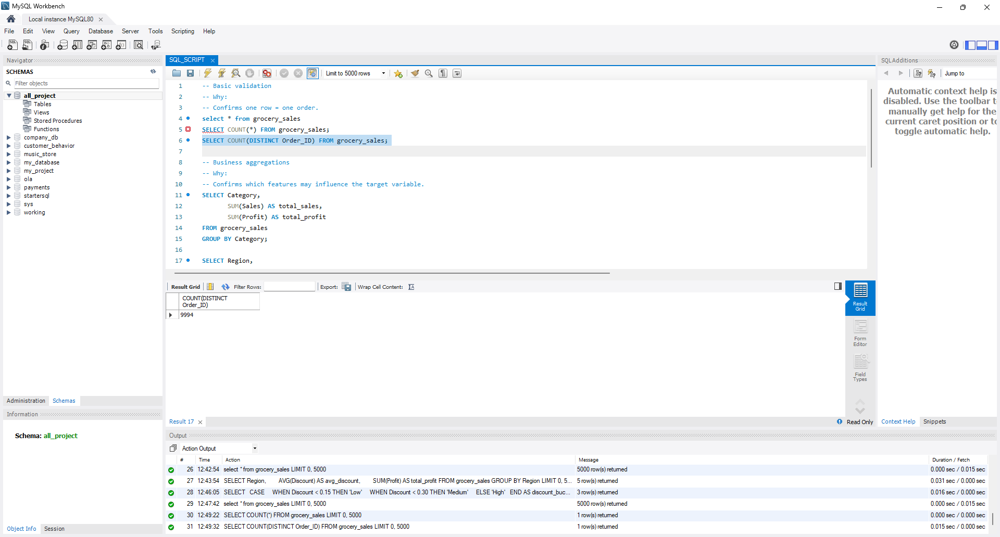 MySQL Workbench
Local instance MySQL80
File Edit View Query Database Server Tools Scripting Help
Navigator
SCHEMAS
Filter objects
all_project
Tables
Views
Stored Procedures
Functions
company_db
customer_behavior
music_store
my_database
my_project
ola
payments
startersql
sys
working
Administration Schemas
Information
Schema: all_project
Object Info Session
SQL_SCRIPT
Limit to 5000 rows
1 -- Basic validation
2 -- Why:
3 -- Confirms one row = one order.
4 select * from grocery_sales
5 SELECT COUNT(*) FROM grocery_sales;
6 SELECT COUNT(DISTINCT Order_ID) FROM grocery_sales;
7
8 -- Business aggregations
9 -- Why:
10 -- Confirms which features may influence the target variable.
11 SELECT Category,
12 SUM(Sales) AS total_sales,
13 SUM(Profit) AS total_profit
14 FROM grocery_sales
15 GROUP BY Category;
16
17 SELECT Region,
Result Grid Filter Rows: Export: Wrap Cell Content:
COUNT(DISTINCT
Order_ID)
9994
Result
Grid
Form
Editor
Field
Types
Result 17
Read Only
SQLAdditions
Jump to
Automatic context help is
disabled. Use the toolbar t
manually get help for the
current caret position or to
toggle automatic help.
Context Help Snippets
Output
Action Output
# Time Action Message Duration / Fetch
26 12:42:54 select * from grocery_sales LIMIT 0, 5000 5000 row(s) returned 0.000 sec / 0.015 sec
27 12:43:54 SELECT Region, AVG(Discount) AS avg_discount, SUM(Profit) AS total_profit FROM grocery_sales GROUP BY Region LIMIT 0, 5... 5 row(s) returned 0.031 sec / 0.000 sec
28 12:46:05 SELECT CASE WHEN Discount < 0.15 THEN 'Low' WHEN Discount < 0.30 THEN 'Medium' ELSE 'High' END AS discount_buc... 3 row(s) returned 0.016 sec / 0.000 sec
29 12:47:42 select * from grocery_sales LIMIT 0, 5000 5000 row(s) returned 0.000 sec / 0.015 sec
30 12:49:22 SELECT COUNT(*) FROM grocery_sales LIMIT 0, 5000 1 row(s) returned 0.000 sec / 0.000 sec
31 12:49:32 SELECT COUNT(DISTINCT Order_ID) FROM grocery_sales LIMIT 0, 5000 1 row(s) returned 0.015 sec / 0.000 sec